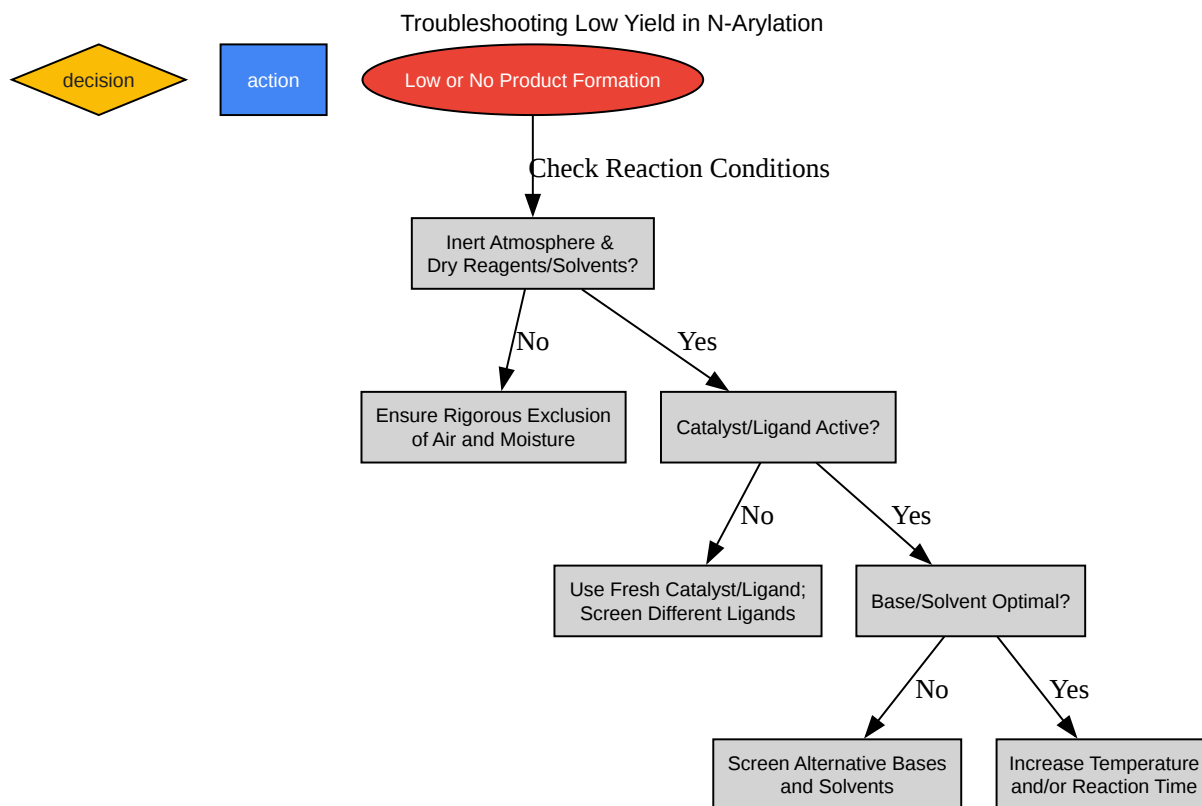 Troubleshooting Low Yield in N-Arylation
decision
action
Low or No Product Formation
Check Reaction Conditions
Inert Atmosphere &
Dry Reagents/Solvents?
No
Yes
Ensure Rigorous Exclusion
of Air and Moisture
Catalyst/Ligand Active?
No
Yes
Use Fresh Catalyst/Ligand;
Screen Different Ligands
Base/Solvent Optimal?
No
Yes
Screen Alternative Bases
and Solvents
Increase Temperature
and/or Reaction Time